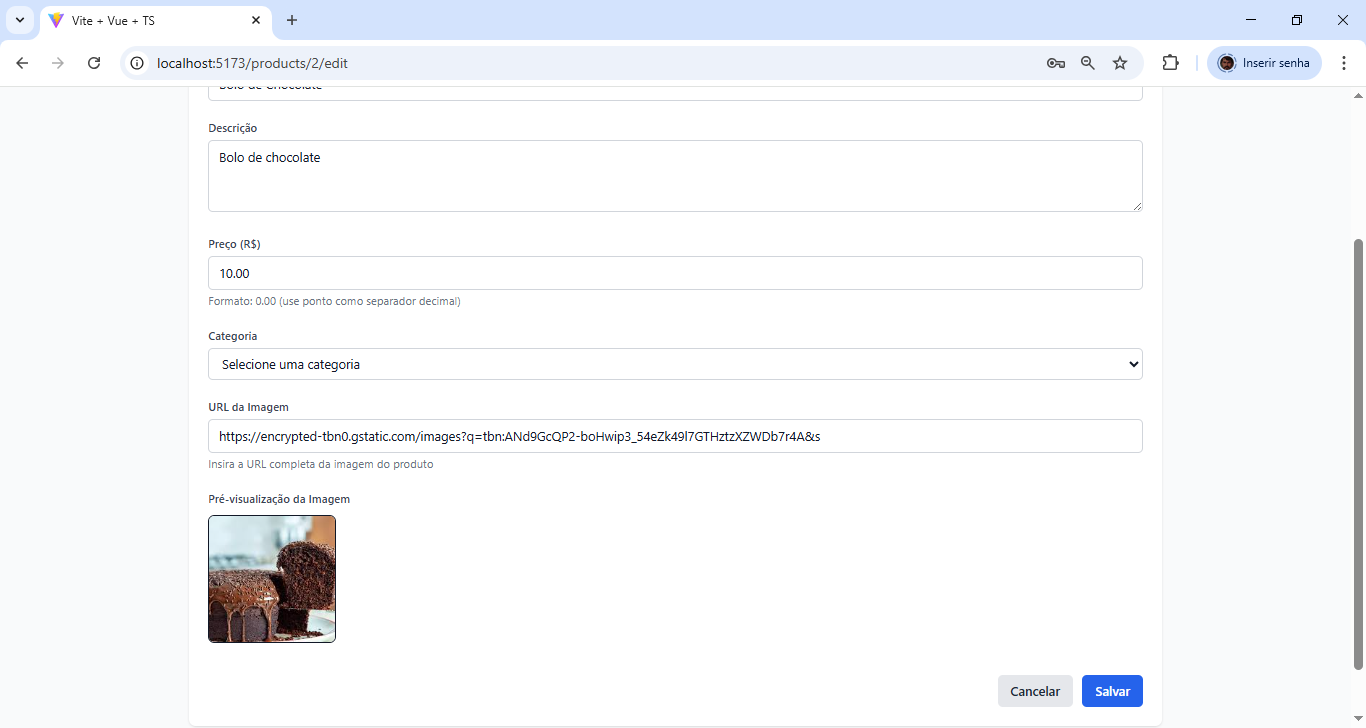 Vite + Vue + TS
localhost:5173/products/2/edit
Inserir senha
Bolo de Chocolate
Descrição
Bolo de chocolate
Preço (R$)
10.00
Formato: 0.00 (use ponto como separador decimal)
Categoria
Selecione uma categoria
URL da Imagem
https://encrypted-tbn0.gstatic.com/images?q=tbn:ANd9GcQP2-boHwip3_54eZk49l7GTHztzXZWDb7r4A&s
Insira a URL completa da imagem do produto
Pré-visualização da Imagem
Cancelar
Salvar